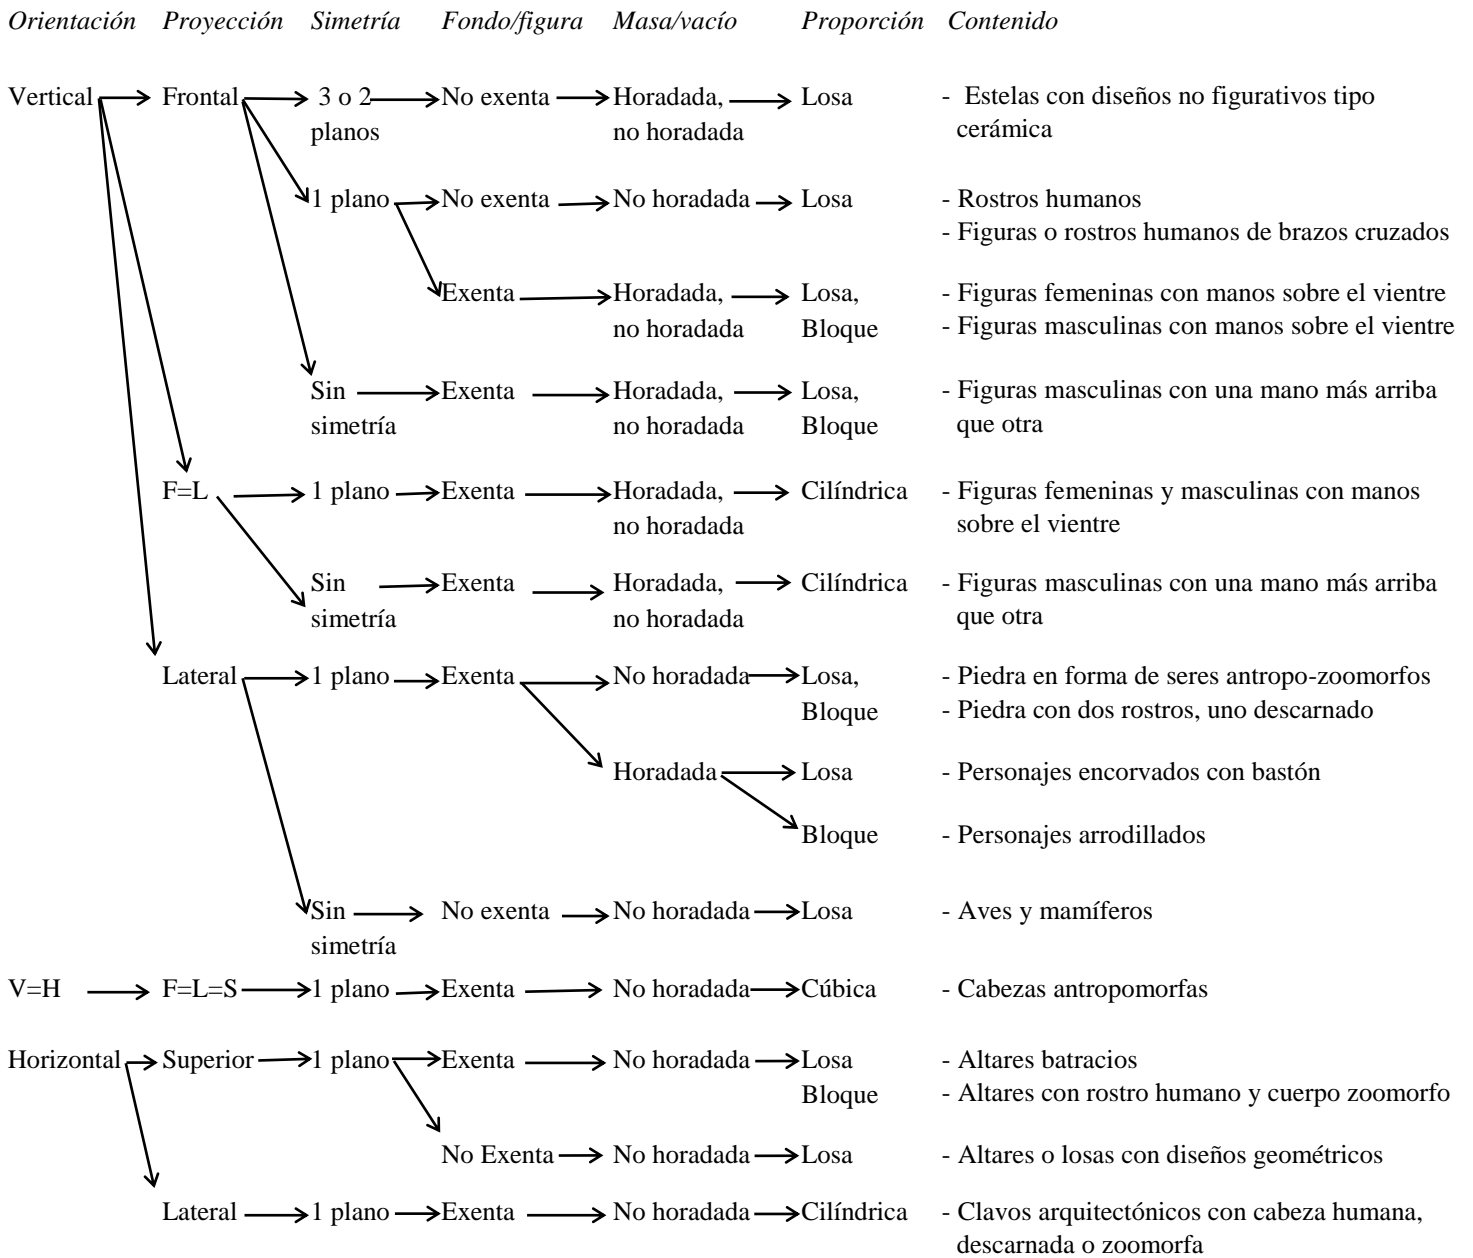 Orientación Proyección Simetría Fondo/figura Masa/vacío Proporción Contenido
Vertical Frontal 3 o 2 No exenta Horadada, Losa - Estelas con diseños no figurativos tipo
planos no horadada cerámica
1 plano No exenta No horadada Losa - Rostros humanos
- Figuras o rostros humanos de brazos cruzados
Exenta Horadada, Losa, - Figuras femeninas con manos sobre el vientre
no horadada Bloque - Figuras masculinas con manos sobre el vientre
Sin Exenta Horadada, Losa, - Figuras masculinas con una mano más arriba
simetría no horadada Bloque que otra
F=L 1 plano Exenta Horadada, Cilíndrica - Figuras femeninas y masculinas con manos
no horadada sobre el vientre
Sin Exenta Horadada, Cilíndrica - Figuras masculinas con una mano más arriba
simetría no horadada que otra
Lateral 1 plano Exenta No horadada Losa, - Piedra en forma de seres antropo-zoomorfos
Bloque - Piedra con dos rostros, uno descarnado
Horadada Losa - Personajes encorvados con bastón
Bloque - Personajes arrodillados
Sin No exenta No horadada Losa - Aves y mamíferos
simetría
V=H F=L=S 1 plano Exenta No horadada Cúbica - Cabezas antropomorfas
Horizontal Superior 1 plano Exenta No horadada Losa - Altares batracios
Bloque - Altares con rostro humano y cuerpo zoomorfo
No Exenta No horadada Losa - Altares o losas con diseños geométricos
Lateral 1 plano Exenta No horadada Cilíndrica - Clavos arquitectónicos con cabeza humana,
descarnada o zoomorfa